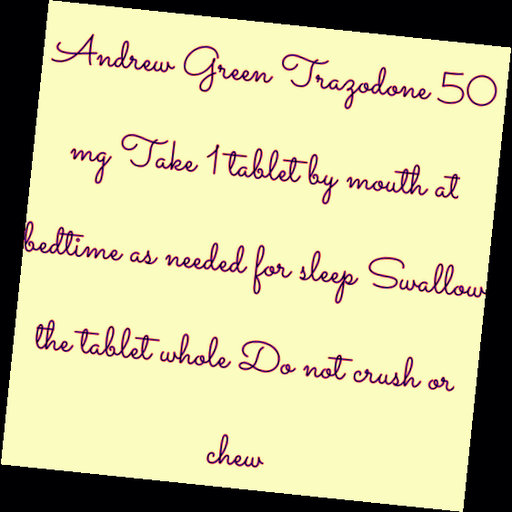 Andrew Green Trazodone 50
mg Take 1 tablet by mouth at
bedtime as needed for sleep Swallow
the tablet whole Do not crush or
chew